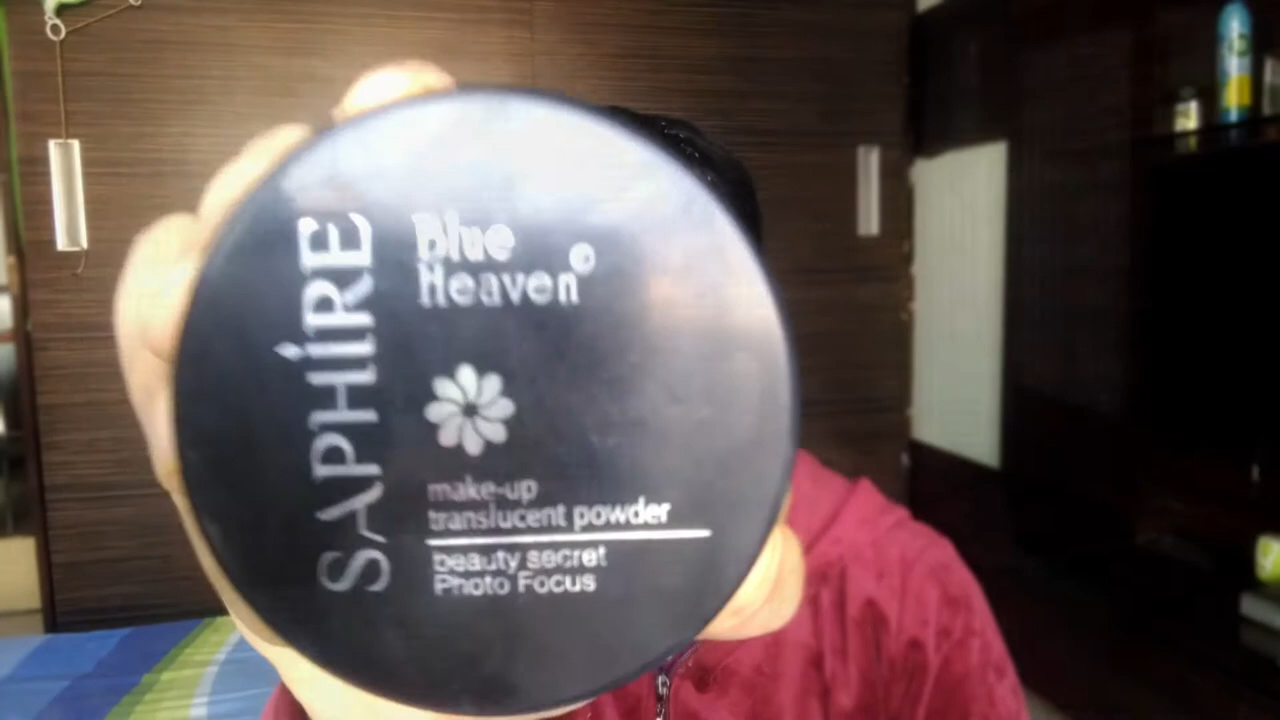 SAPHIRE
Blue
Heaven
make-up
translucent powder
beauty secret
Photo Focus